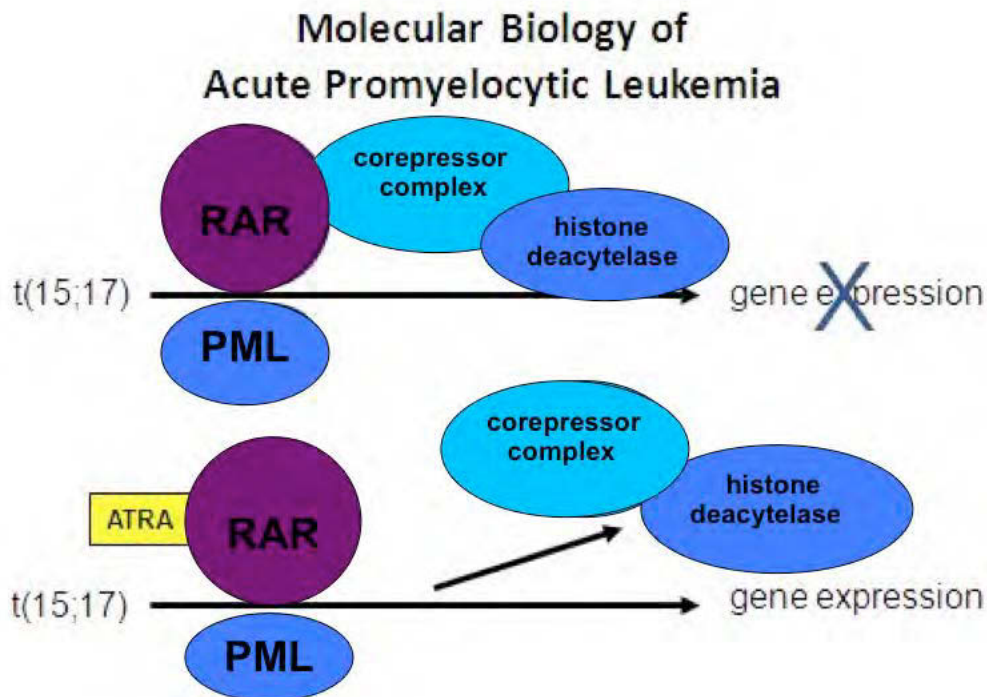 Molecular Biology of
Acute Promyelocytic Leukemia
corepressor
complex
RAR
histone
deacytelase
t(15;17)
gene expression
PML
corepressor
complex
histone
deacytelase
ATRA
RAR
t(15;17)
gene expression
PML